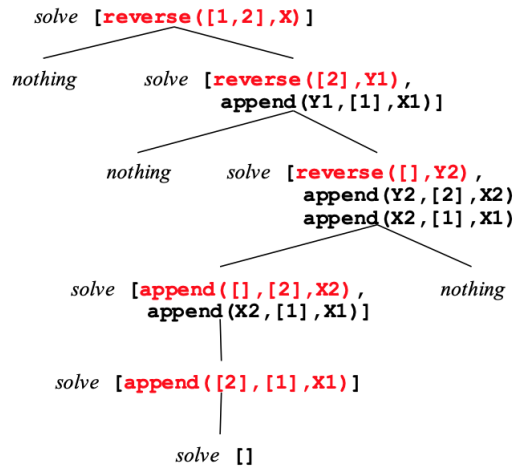 solve [reverse([1,2],X)]
nothing solve [reverse([2],Y1),
append(Y1,[1],X1)]
nothing solve [reverse([],Y2),
append(Y2,[2],X2)
append(X2,[1],X1)
solve [append([],[2],X2), nothing
append(X2,[1],X1)]
solve [append([2],[1],X1)]
solve []